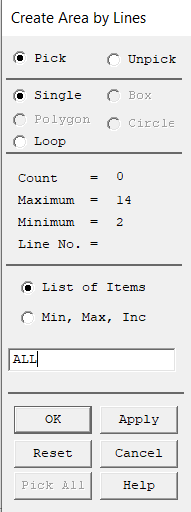 Create Area by Lines
Pick Unpick
Single Box
Polygon Circle
Loop
Count = 0
Maximum = 14
Minimum = 2
Line No. =
List of Items
Min, Max, Inc
ALL
OK Apply
Reset Cancel
Pick All Help